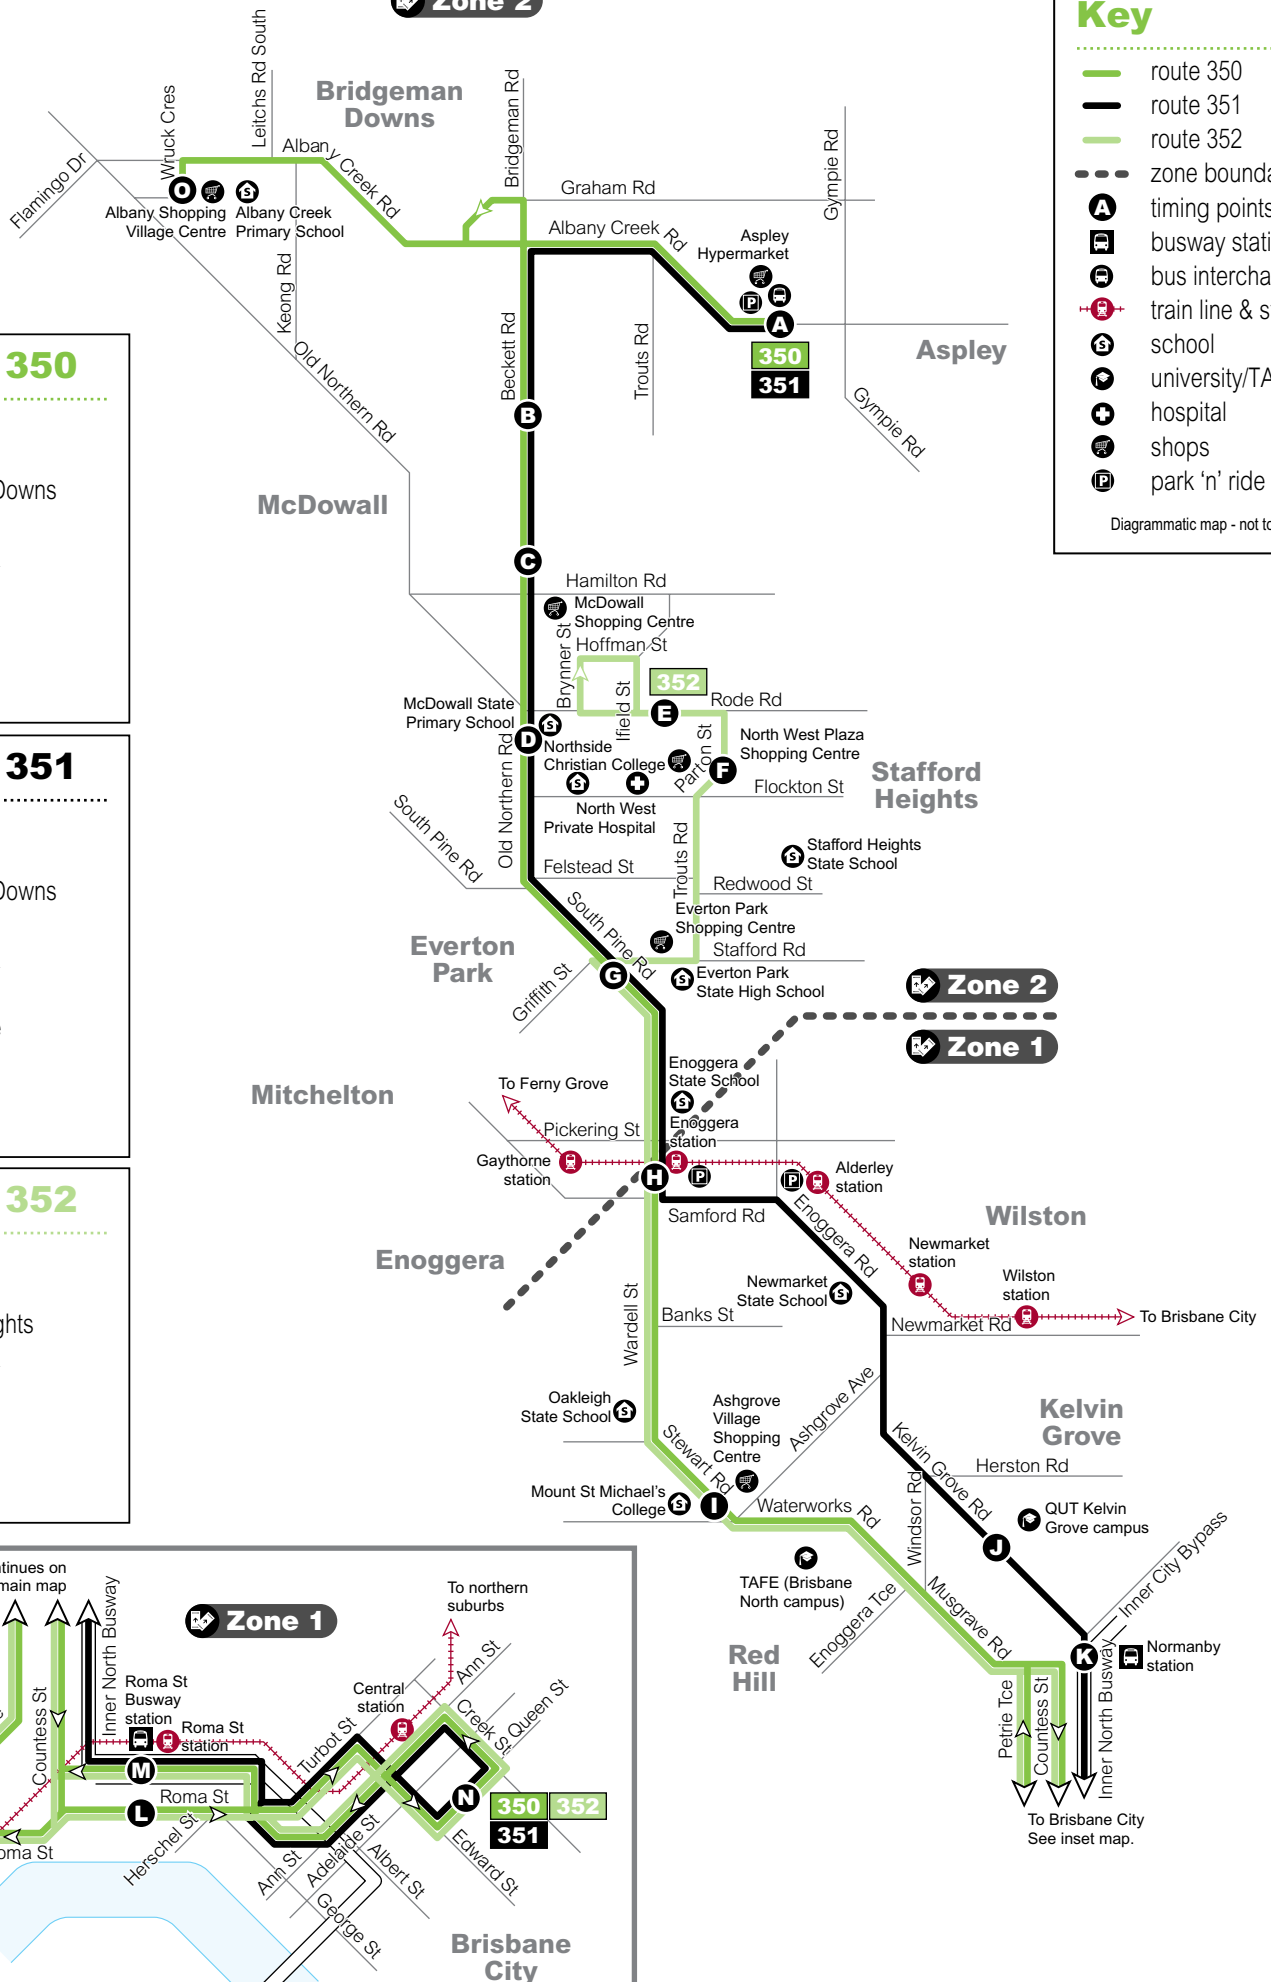 Zone 2
Key
route 350
route 351
route 352
zone bounda
A timing points
busway stati
bus intercha
train line & s
school
university/TA
hospital
shops
P park ‘n’ ride
Diagrammatic map - not to
Bridgeman
Downs
Wruck Cres
Leitchs Rd South
Bridgeman Rd
Gympie Rd
Flamingo Dr
Albany Creek Rd
Graham Rd
O
Albany Shopping
Village Centre
Albany Creek
Primary School
Albany Creek Rd
Aspley
Hypermarket
P
A
350
351
Aspley
Keong Rd
Old Northern Rd
Beckett Rd
Trouts Rd
Gympie Rd
B
McDowall
C
Hamilton Rd
McDowall
Shopping Centre
Hoffman St
Brynner St
Ifield St
352
E
Rode Rd
McDowall State
Primary School
D
Northside
Christian College
Parton St
North West Plaza
Shopping Centre
F
Flockton St
Stafford
Heights
North West
Private Hospital
Old Northern Rd
South Pine Rd
Felstead St
Trouts Rd
Stafford Heights
State School
Redwood St
Everton Park
Shopping Centre
South Pine Rd
Stafford Rd
Everton
Park
G
Griffith St
Everton Park
State High School
Zone 2
Zone 1
Mitchelton
To Ferny Grove
Enoggera
State School
Pickering St
Enoggera
station
Gaythorne
station
H
P
P
Alderley
station
Samford Rd
Enoggera Rd
Wilston
Enoggera
Newmarket
station
Wilston
station
Newmarket
State School
Wardell St
Banks St
Newmarket Rd
To Brisbane City
Oakleigh
State School
Ashgrove
Village
Shopping
Centre
Ashgrove Ave
Kelvin
Grove
Stewart Rd
Kelvin Grove Rd
Herston Rd
Mount St Michael’s
College
I
Waterworks Rd
Windsor Rd
QUT Kelvin
Grove campus
J
Inner City Bypass
TAFE (Brisbane
North campus)
Enoggera Tce
Musgrave Rd
Red
Hill
K
Normanby
station
Petrie Tce
Countess St
Inner North Busway
To Brisbane City
See inset map.
350
Downs
351
Downs
352
ghts
tinues on
main map
Inner North Busway
Zone 1
To northern
suburbs
Countess St
Roma St
Busway
station
Roma St
station
Central
station
Ann St
Turbot St
Creek St
Queen St
M
Roma St
L
N
350 352
351
oma St
Herschel St
Ann St
Adelaide St
Albert St
Edward St
George St
Brisbane
City